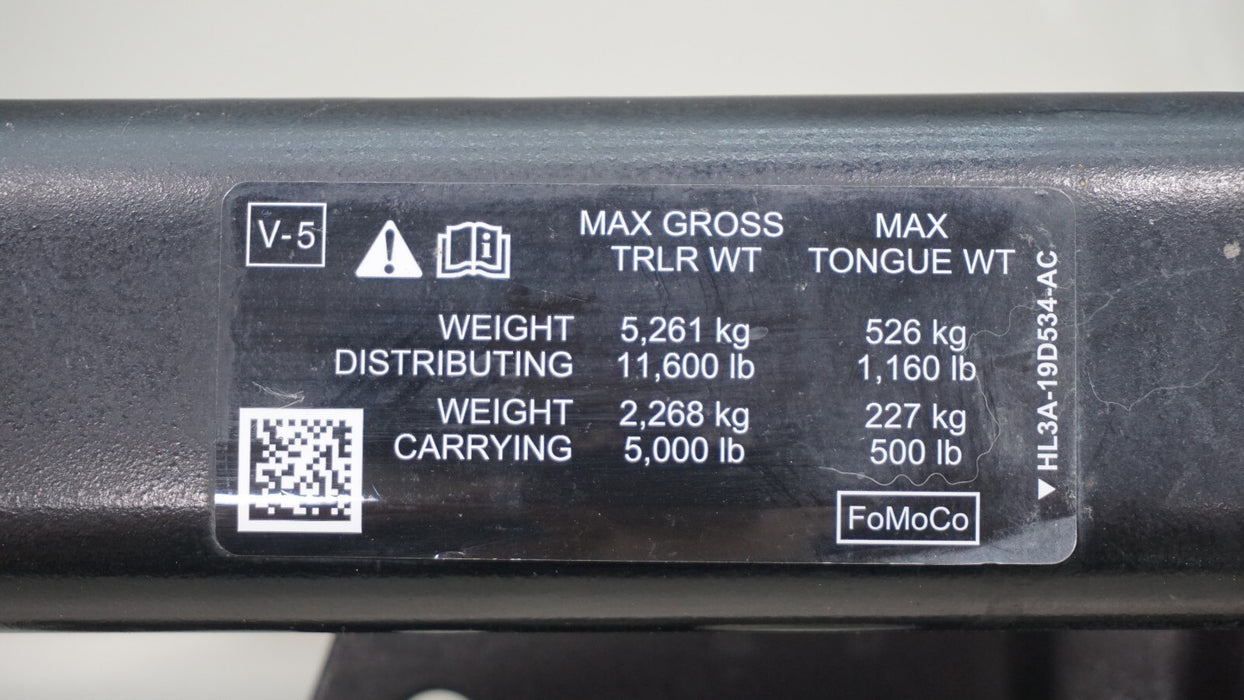 V-5
MAX GROSS
TRLR WT
MAX
TONGUE WT
WEIGHT
DISTRIBUTING
5,261 kg
11,600 lb
526 kg
1,160 lb
WEIGHT
CARRYING
2,268 kg
5,000 lb
227 kg
500 lb
FoMoCo
HL3A-19D534-AC